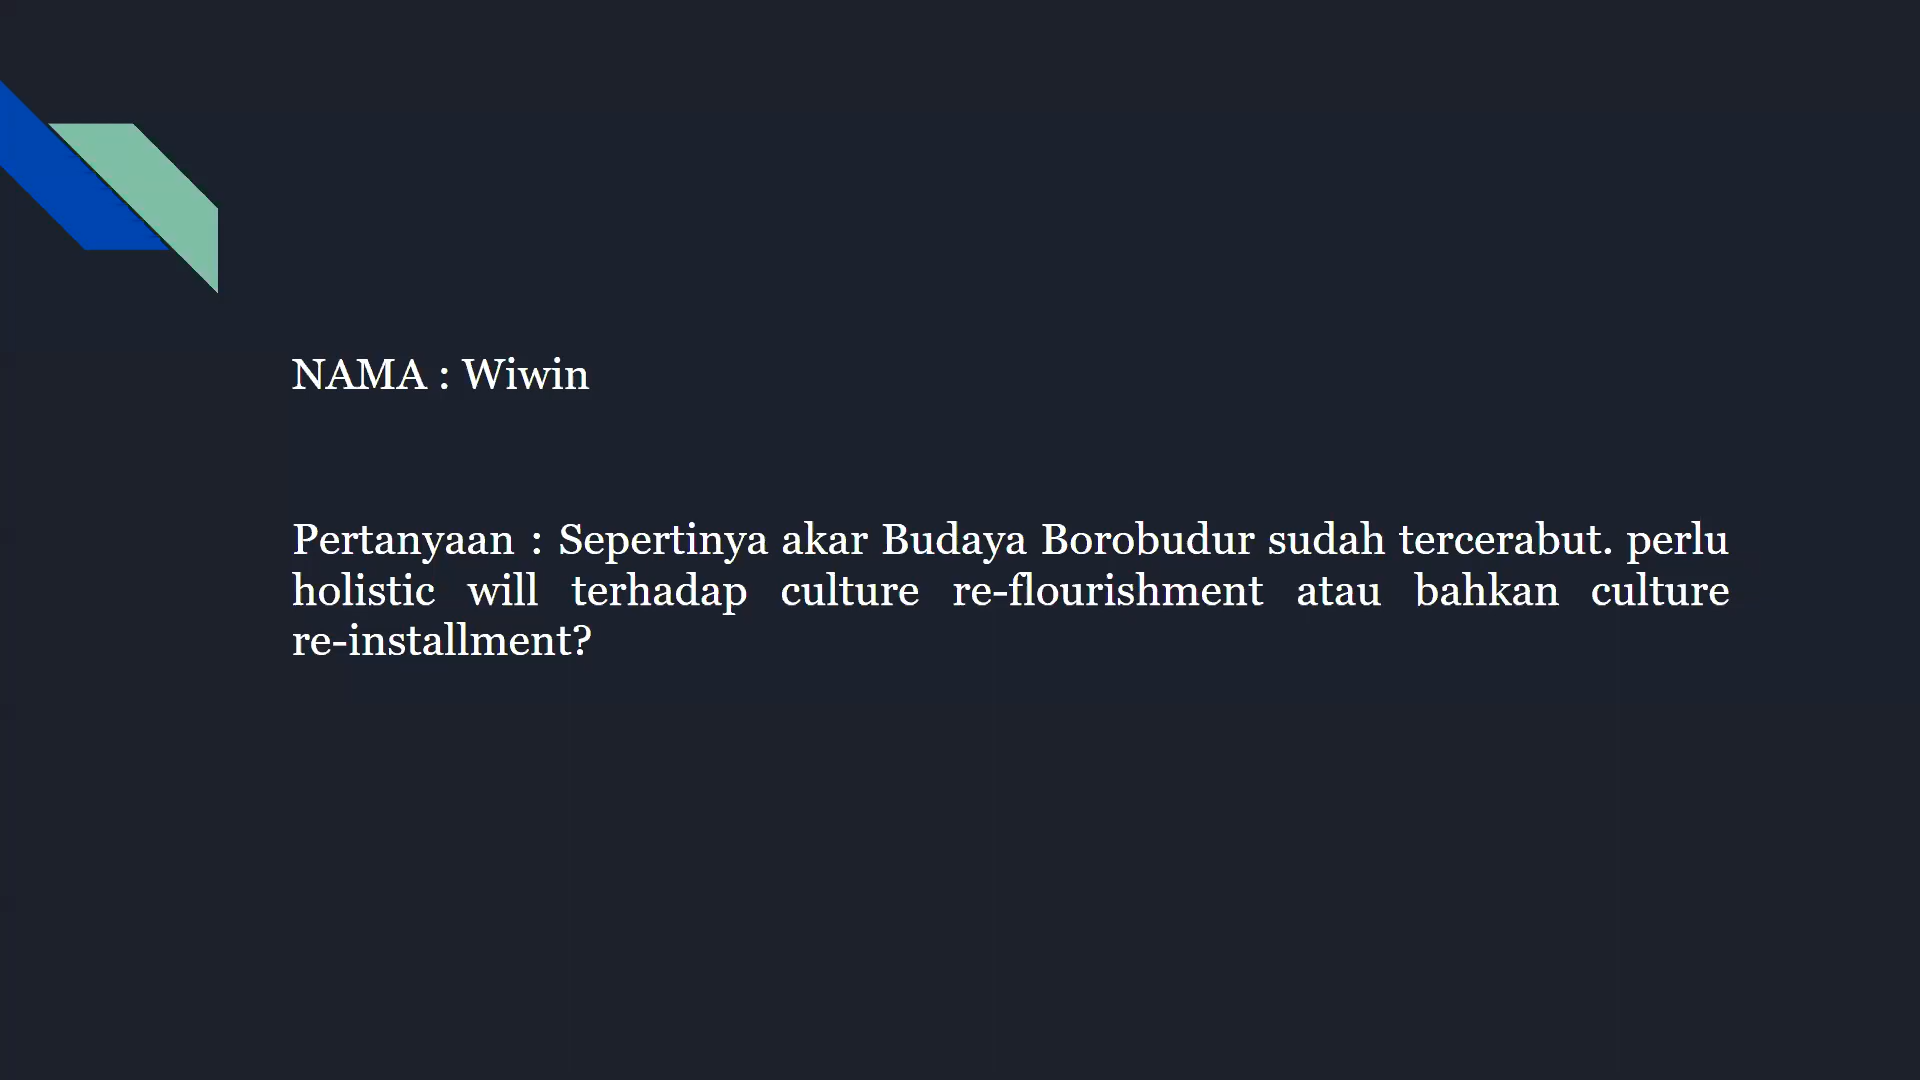 NAMA : Wiwin
Pertanyaan : Sepertinya akar Budaya Borobudur sudah tercerabut. perlu
holistic will terhadap culture re-flourishment atau bahkan culture
re-installment?